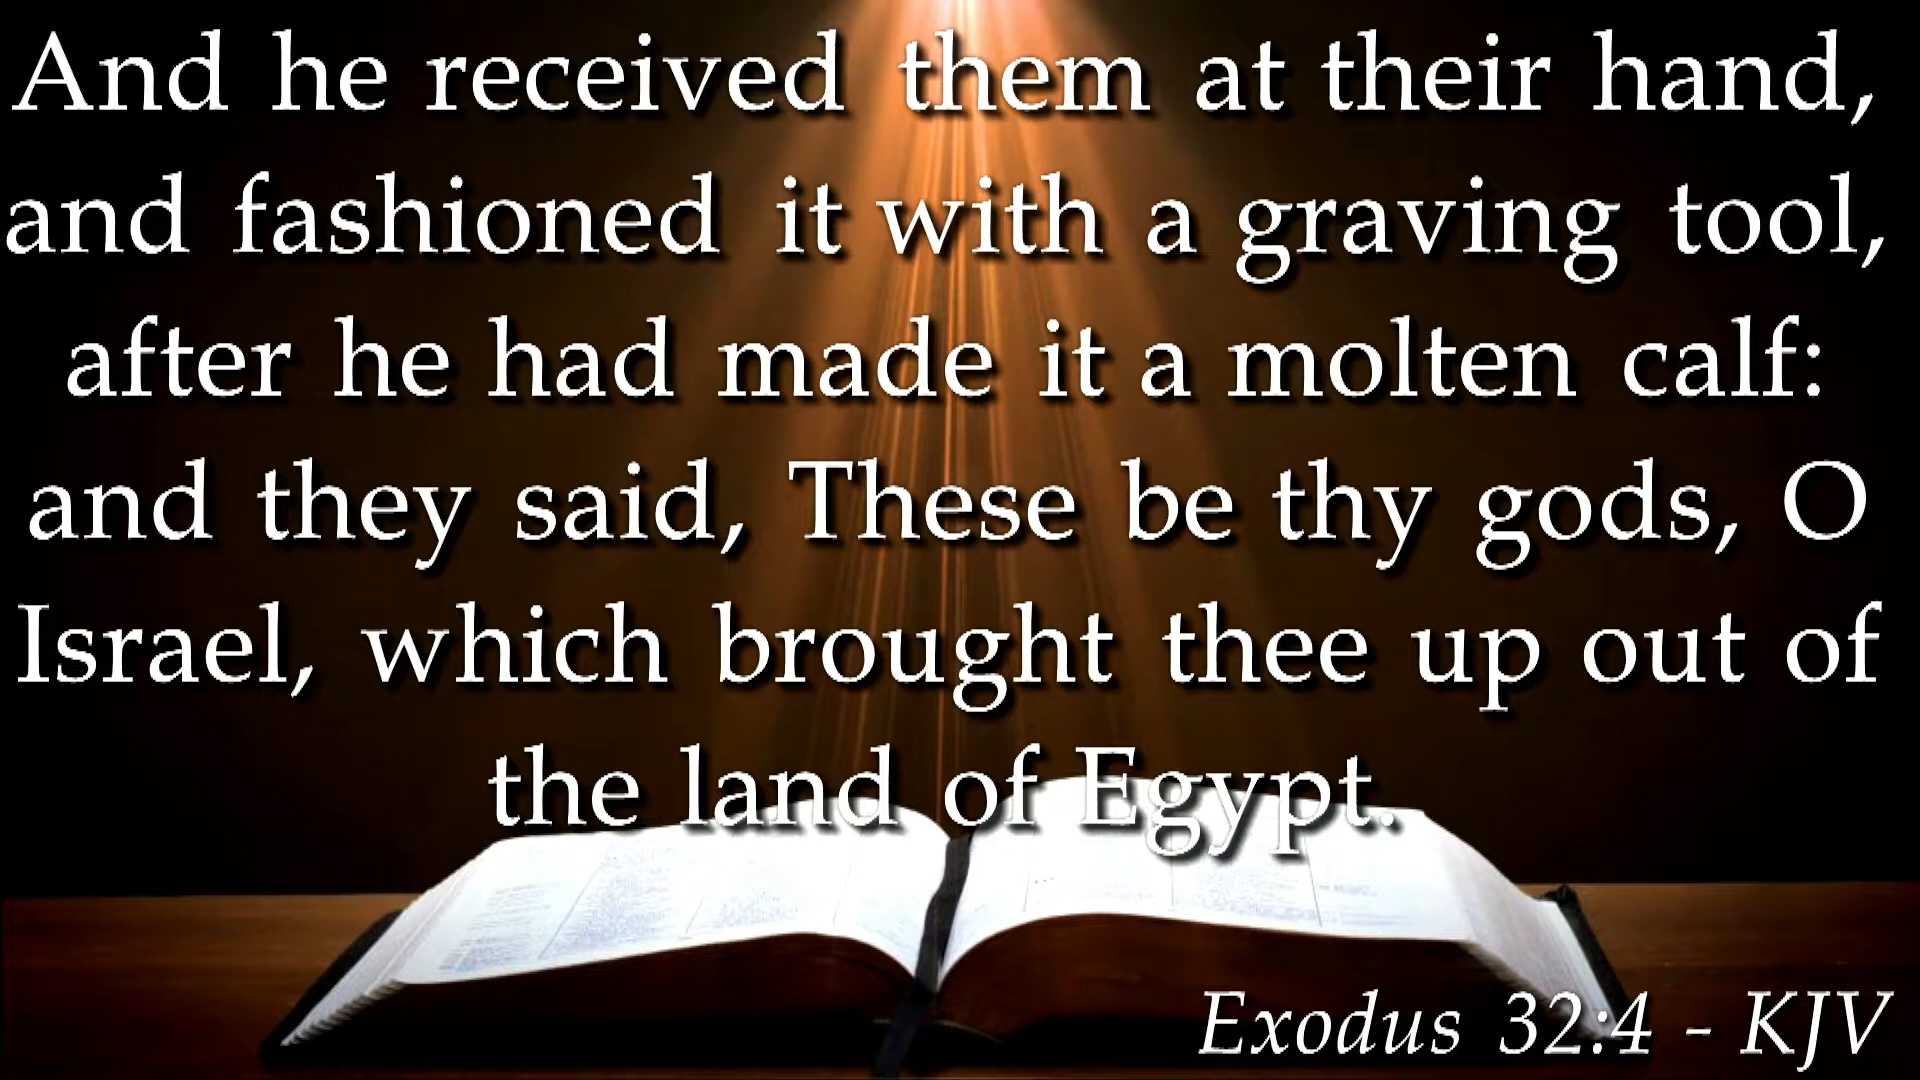 And he received them at their hand,
and fashioned it with a graving tool,
after he had made it a molten calf:
and they said, These be thy gods, O
Israel, which brought thee up out of
the land of Egypt.
Exodus 32:4 - KJV